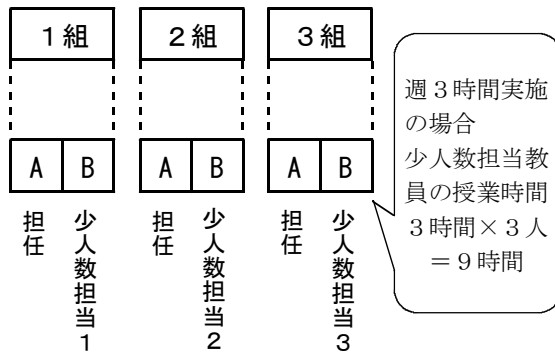 １組
２組
３組
A
B
A
B
A
B
担任
少人数担当１
担任
少人数担当２
担任
少人数担当３
週３時間実施
の場合
少人数担当教
員の授業時間
３時間×３人
＝９時間